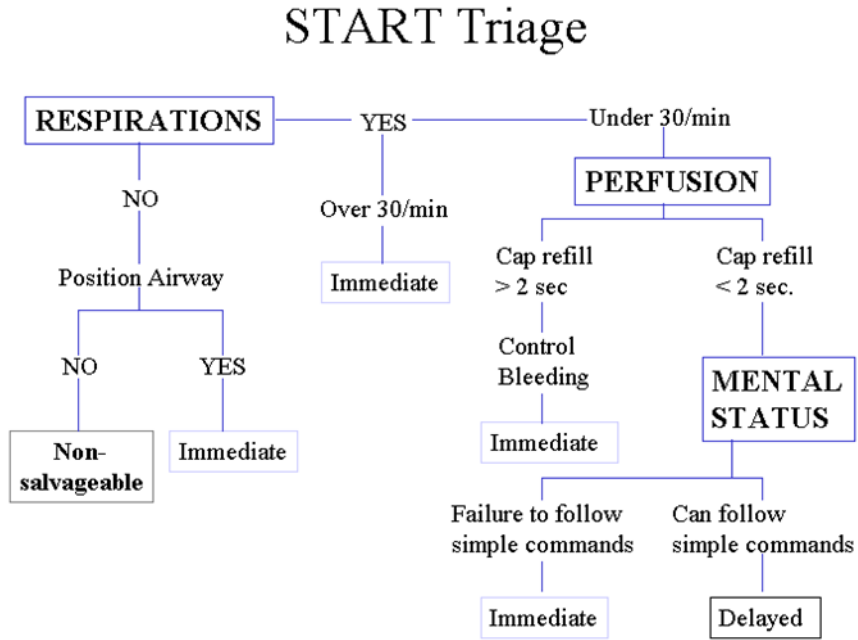 START Triage
RESPIRATIONS
YES
Under 30/min
NO
Over 30/min
PERFUSION
Position Airway
Immediate
Cap refill
> 2 sec
Cap refill
< 2 sec.
NO
YES
Control
Bleeding
MENTAL
STATUS
Non-
salvageable
Immediate
Immediate
Failure to follow
simple commands
Can follow
simple commands
Immediate
Delayed